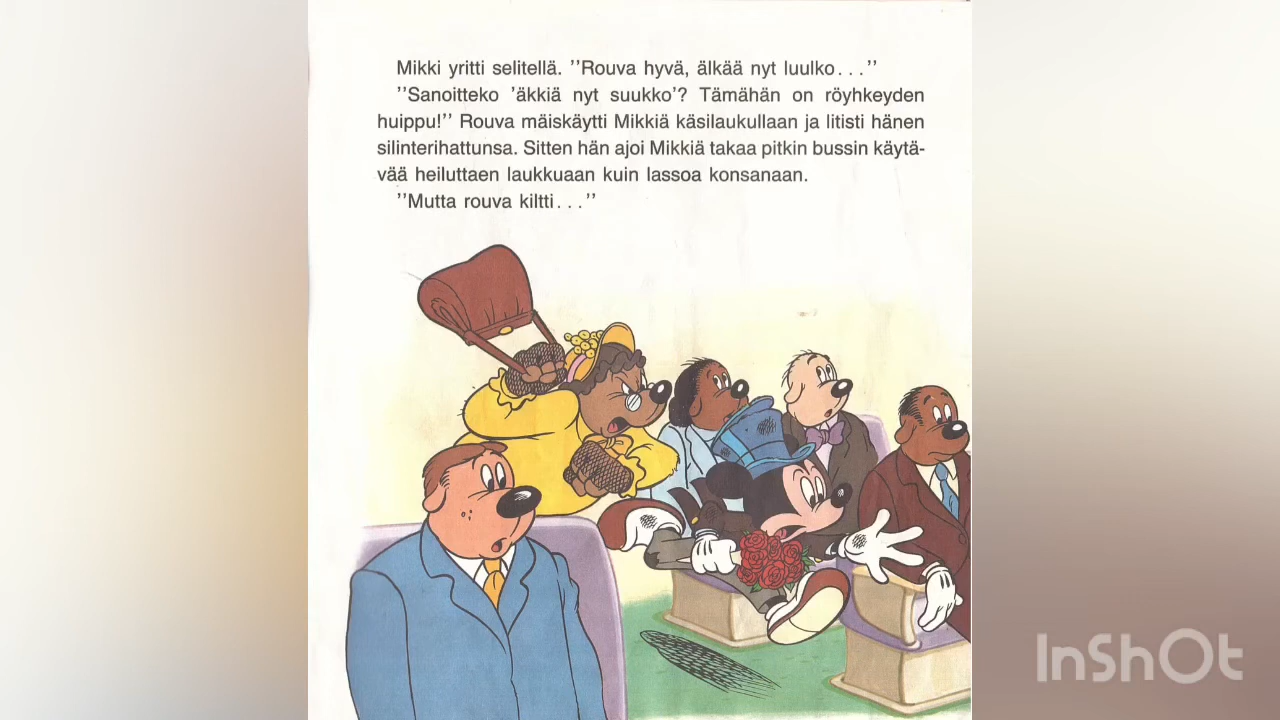 Mikki yritti selitellä. ’’Rouva hyvä, älkää nyt luulko . . .’’
’’Sanoitteko ’äkkiä nyt suukko’? Tämähän on röyhkeyden
huippu!’’ Rouva mäiskäytti Mikkiä käsilaukullaan ja litisti hänen
silinterihattunsa. Sitten hän ajoi Mikkiä takaa pitkin bussin käytä-
vää heiluttaen laukkuaan kuin lassoa konsanaan.
’’Mutta rouva kiltti . . .’’
InShOt